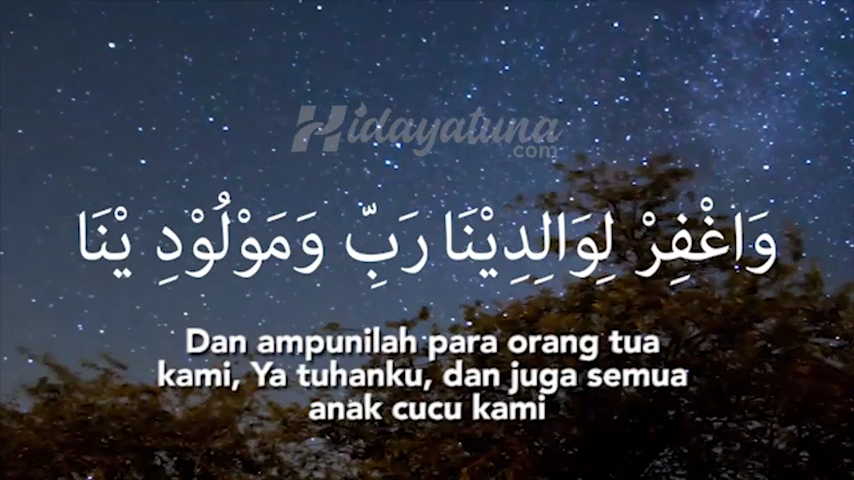 Hidayatuna
.com
وَاغْفِرْ لِوَالِدِيْنَا رَبِّ وَمَوْلُوْدِ يْنَا
Dan ampunilah para orang tua
kami, Ya tuhanku, dan juga semua
anak cucu kami